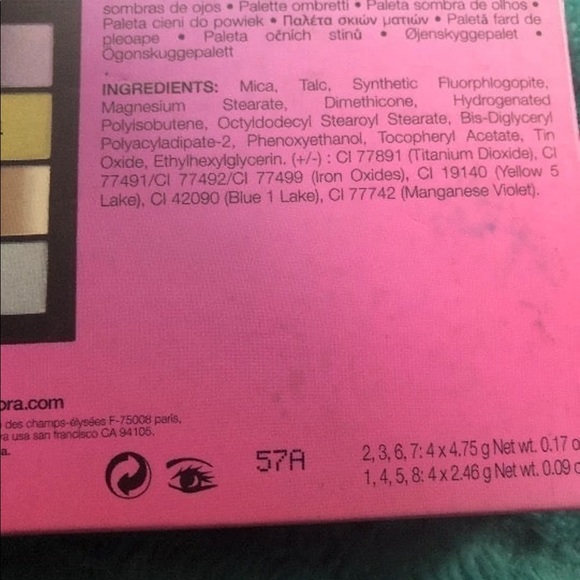 sombras de ojos • Palette ombretti • Paleta sombra de olhos •
Paleta cieni do powiek • Παλέτα σκιών ματιών • Paletă fard de
pleoape • Paleta očních stínů • Øjenskyggepalet •
Ögonskuggepalett
INGREDIENTS: Mica, Talc, Synthetic Fluorphlogopite,
Magnesium Stearate, Dimethicone, Hydrogenated
Polyisobutene, Octyldodecyl Stearoyl Stearate, Bis-Diglyceryl
Polyacyladipate-2, Phenoxyethanol, Tocopheryl Acetate, Tin
Oxide, Ethylhexylglycerin. (+/-) : CI 77891 (Titanium Dioxide), CI
77491/CI 77492/CI 77499 (Iron Oxides), CI 19140 (Yellow 5
Lake), CI 42090 (Blue 1 Lake), CI 77742 (Manganese Violet).
ora.com
des champs-élysées F-75008 paris,
usa san francisco CA 94105.
57A
2, 3, 6, 7: 4 x 4.75 g Net wt. 0.17 o
1, 4, 5, 8: 4 x 2.46 g Net wt. 0.09